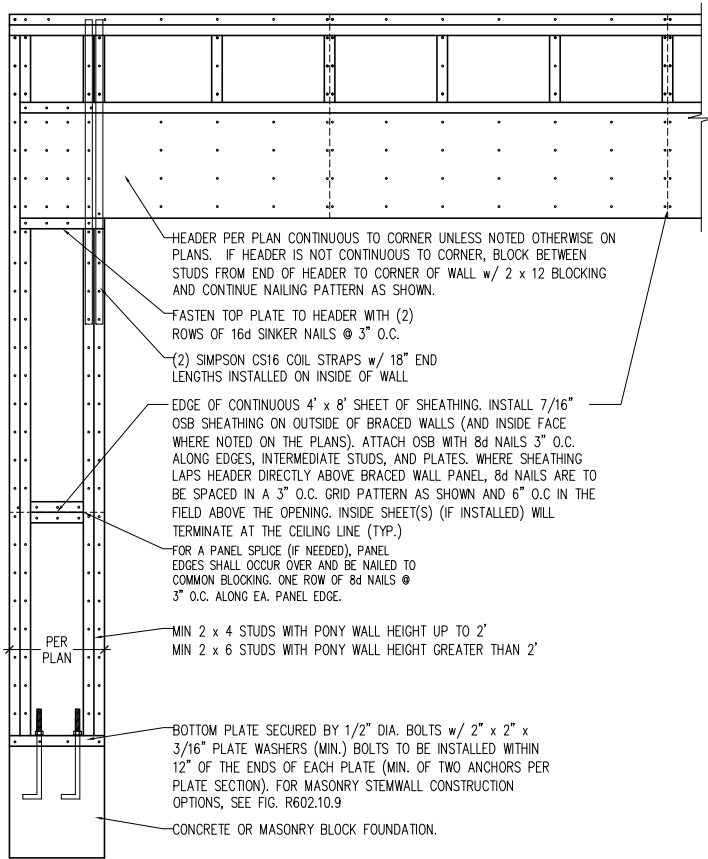 HEADER PER PLAN CONTINUOUS TO CORNER UNLESS NOTED OTHERWISE ON
PLANS. IF HEADER IS NOT CONTINUOUS TO CORNER, BLOCK BETWEEN
STUDS FROM END OF HEADER TO CORNER OF WALL w/ 2 x 12 BLOCKING
AND CONTINUE NAILING PATTERN AS SHOWN.
FASTEN TOP PLATE TO HEADER WITH (2)
ROWS OF 16d SINKER NAILS @ 3" O.C.
(2) SIMPSON CS16 COIL STRAPS w/ 18" END
LENGTHS INSTALLED ON INSIDE OF WALL
EDGE OF CONTINUOUS 4' x 8' SHEET OF SHEATHING. INSTALL 7/16"
OSB SHEATHING ON OUTSIDE OF BRACED WALLS (AND INSIDE FACE
WHERE NOTED ON THE PLANS). ATTACH OSB WITH 8d NAILS 3" O.C.
ALONG EDGES, INTERMEDIATE STUDS, AND PLATES. WHERE SHEATHING
LAPS HEADER DIRECTLY ABOVE BRACED WALL PANEL, 8d NAILS ARE TO
BE SPACED IN A 3" O.C. GRID PATTERN AS SHOWN AND 6" O.C IN THE
FIELD ABOVE THE OPENING. INSIDE SHEET(S) (IF INSTALLED) WILL
TERMINATE AT THE CEILING LINE (TYP.)
FOR A PANEL SPLICE (IF NEEDED), PANEL
EDGES SHALL OCCUR OVER AND BE NAILED TO
COMMON BLOCKING. ONE ROW OF 8d NAILS @
3" O.C. ALONG EA. PANEL EDGE.
MIN 2 x 4 STUDS WITH PONY WALL HEIGHT UP TO 2'
MIN 2 x 6 STUDS WITH PONY WALL HEIGHT GREATER THAN 2'
PER
PLAN
BOTTOM PLATE SECURED BY 1/2" DIA. BOLTS w/ 2" x 2" x
3/16" PLATE WASHERS (MIN.) BOLTS TO BE INSTALLED WITHIN
12" OF THE ENDS OF EACH PLATE (MIN. OF TWO ANCHORS PER
PLATE SECTION). FOR MASONRY STEMWALL CONSTRUCTION
OPTIONS, SEE FIG. R602.10.9
CONCRETE OR MASONRY BLOCK FOUNDATION.